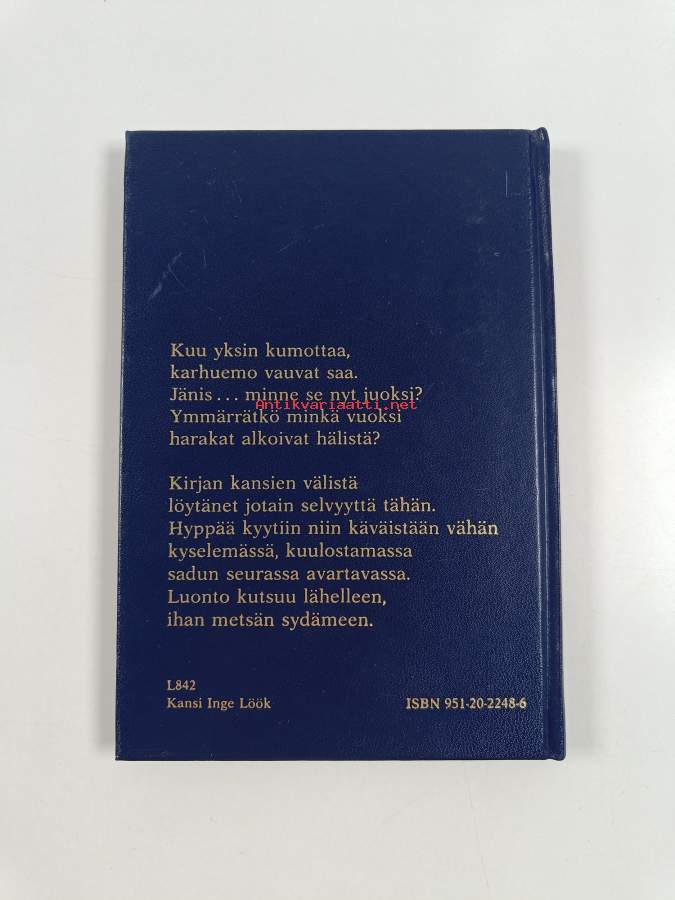 Kuu yksin kumottaa,
karhuemo vauvat saa.
Jänis ... minne se nyt juoksi?
Antikvariaatti.net
Ymmärrätkö minkä vuoksi
harakat alkoivat hälistä?
Kirjan kansien välistä
löytänet jotain selvyyttä tähän.
Hyppää kyytiin niin käväistään vähän
kyselemässä, kuulostamassa
sadun seurassa avartavassa.
Luonto kutsuu lähelleen,
ihan metsän sydämeen.
L842
Kansi Inge Löök
ISBN 951-20-2248-6